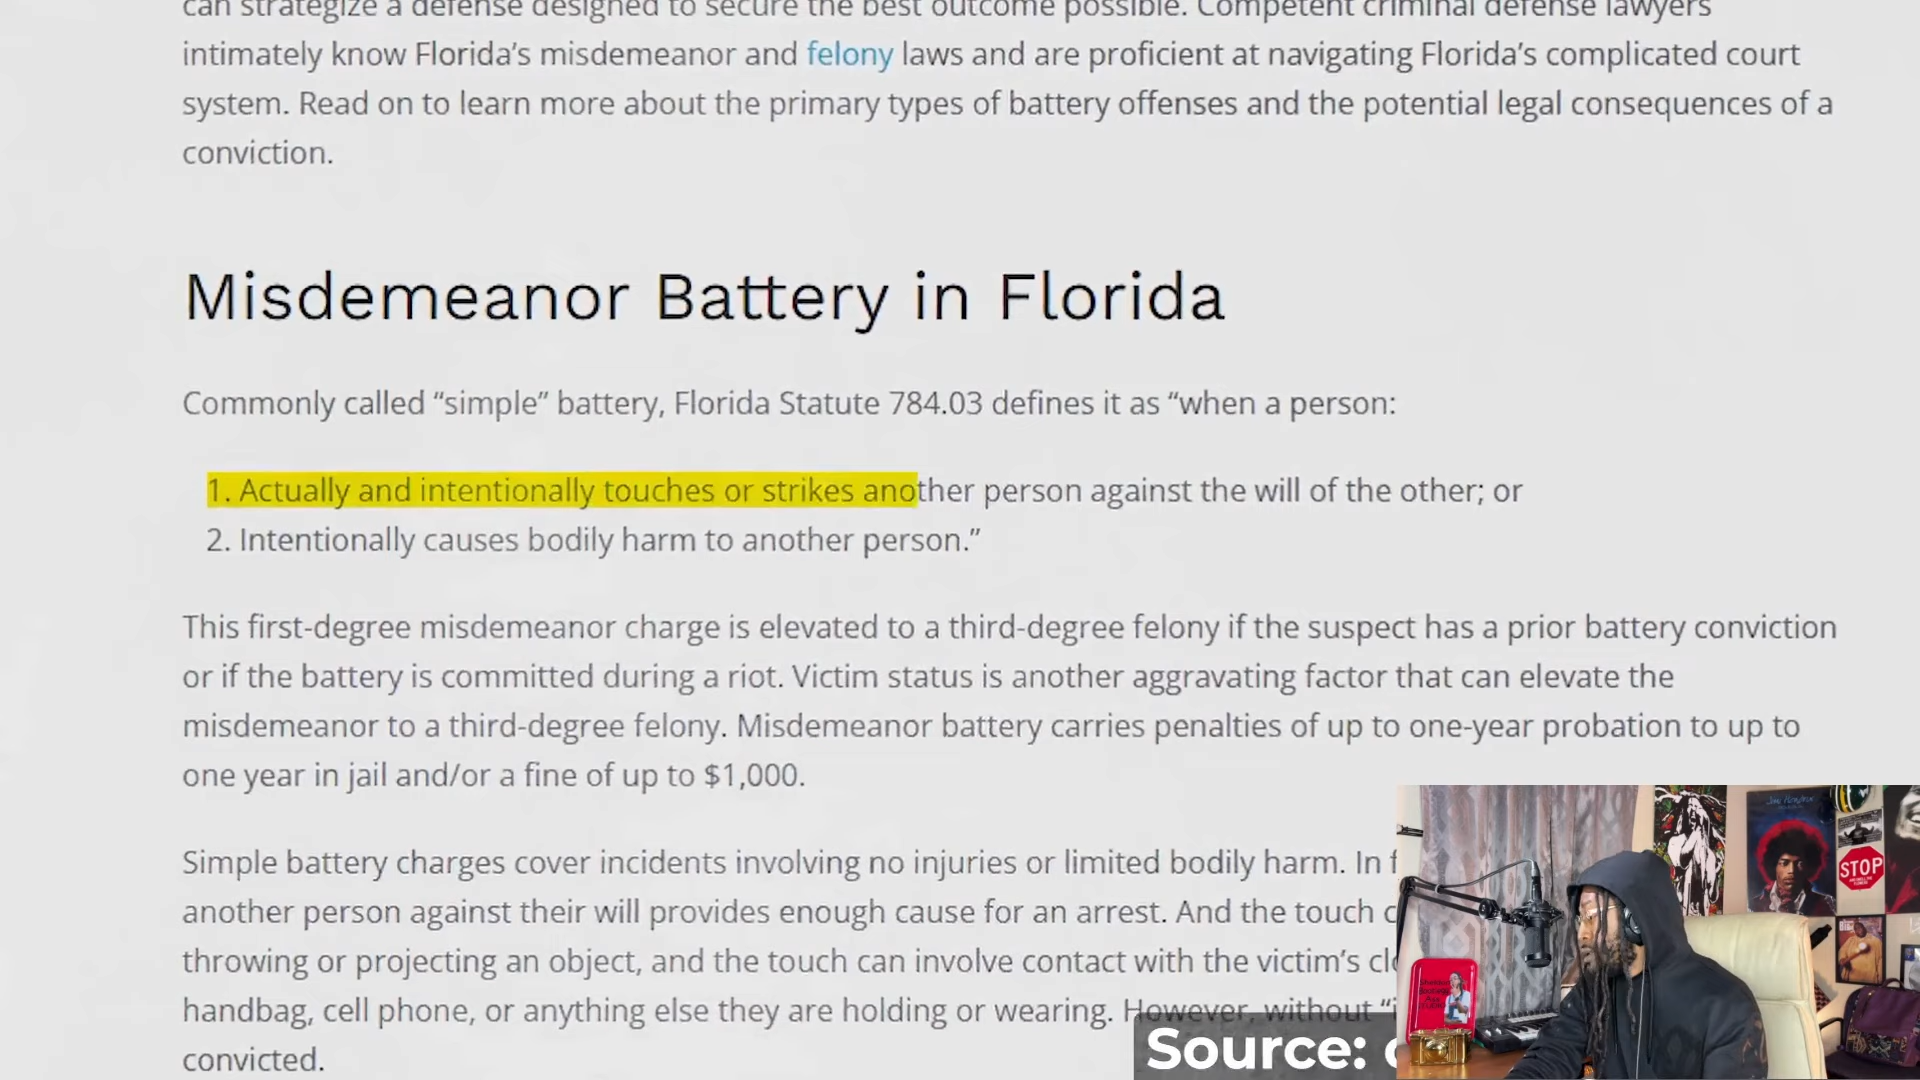 can strategize a defense designed to secure the best outcome possible. Competent criminal defense lawyers
intimately know Florida’s misdemeanor and felony laws and are proficient at navigating Florida’s complicated court
system. Read on to learn more about the primary types of battery offenses and the potential legal consequences of a
conviction.
Misdemeanor Battery in Florida
Commonly called “simple” battery, Florida Statute 784.03 defines it as “when a person:
1. Actually and intentionally touches or strikes another person against the will of the other; or
2. Intentionally causes bodily harm to another person.”
This first-degree misdemeanor charge is elevated to a third-degree felony if the suspect has a prior battery conviction
or if the battery is committed during a riot. Victim status is another aggravating factor that can elevate the
misdemeanor to a third-degree felony. Misdemeanor battery carries penalties of up to one-year probation to up to
one year in jail and/or a fine of up to $1,000.
Simple battery charges cover incidents involving no injuries or limited bodily harm. In
another person against their will provides enough cause for an arrest. And the touch
throwing or projecting an object, and the touch can involve contact with the victim’s
handbag, cell phone, or anything else they are holding or wearing. However, without
convicted.
Source:
STOP